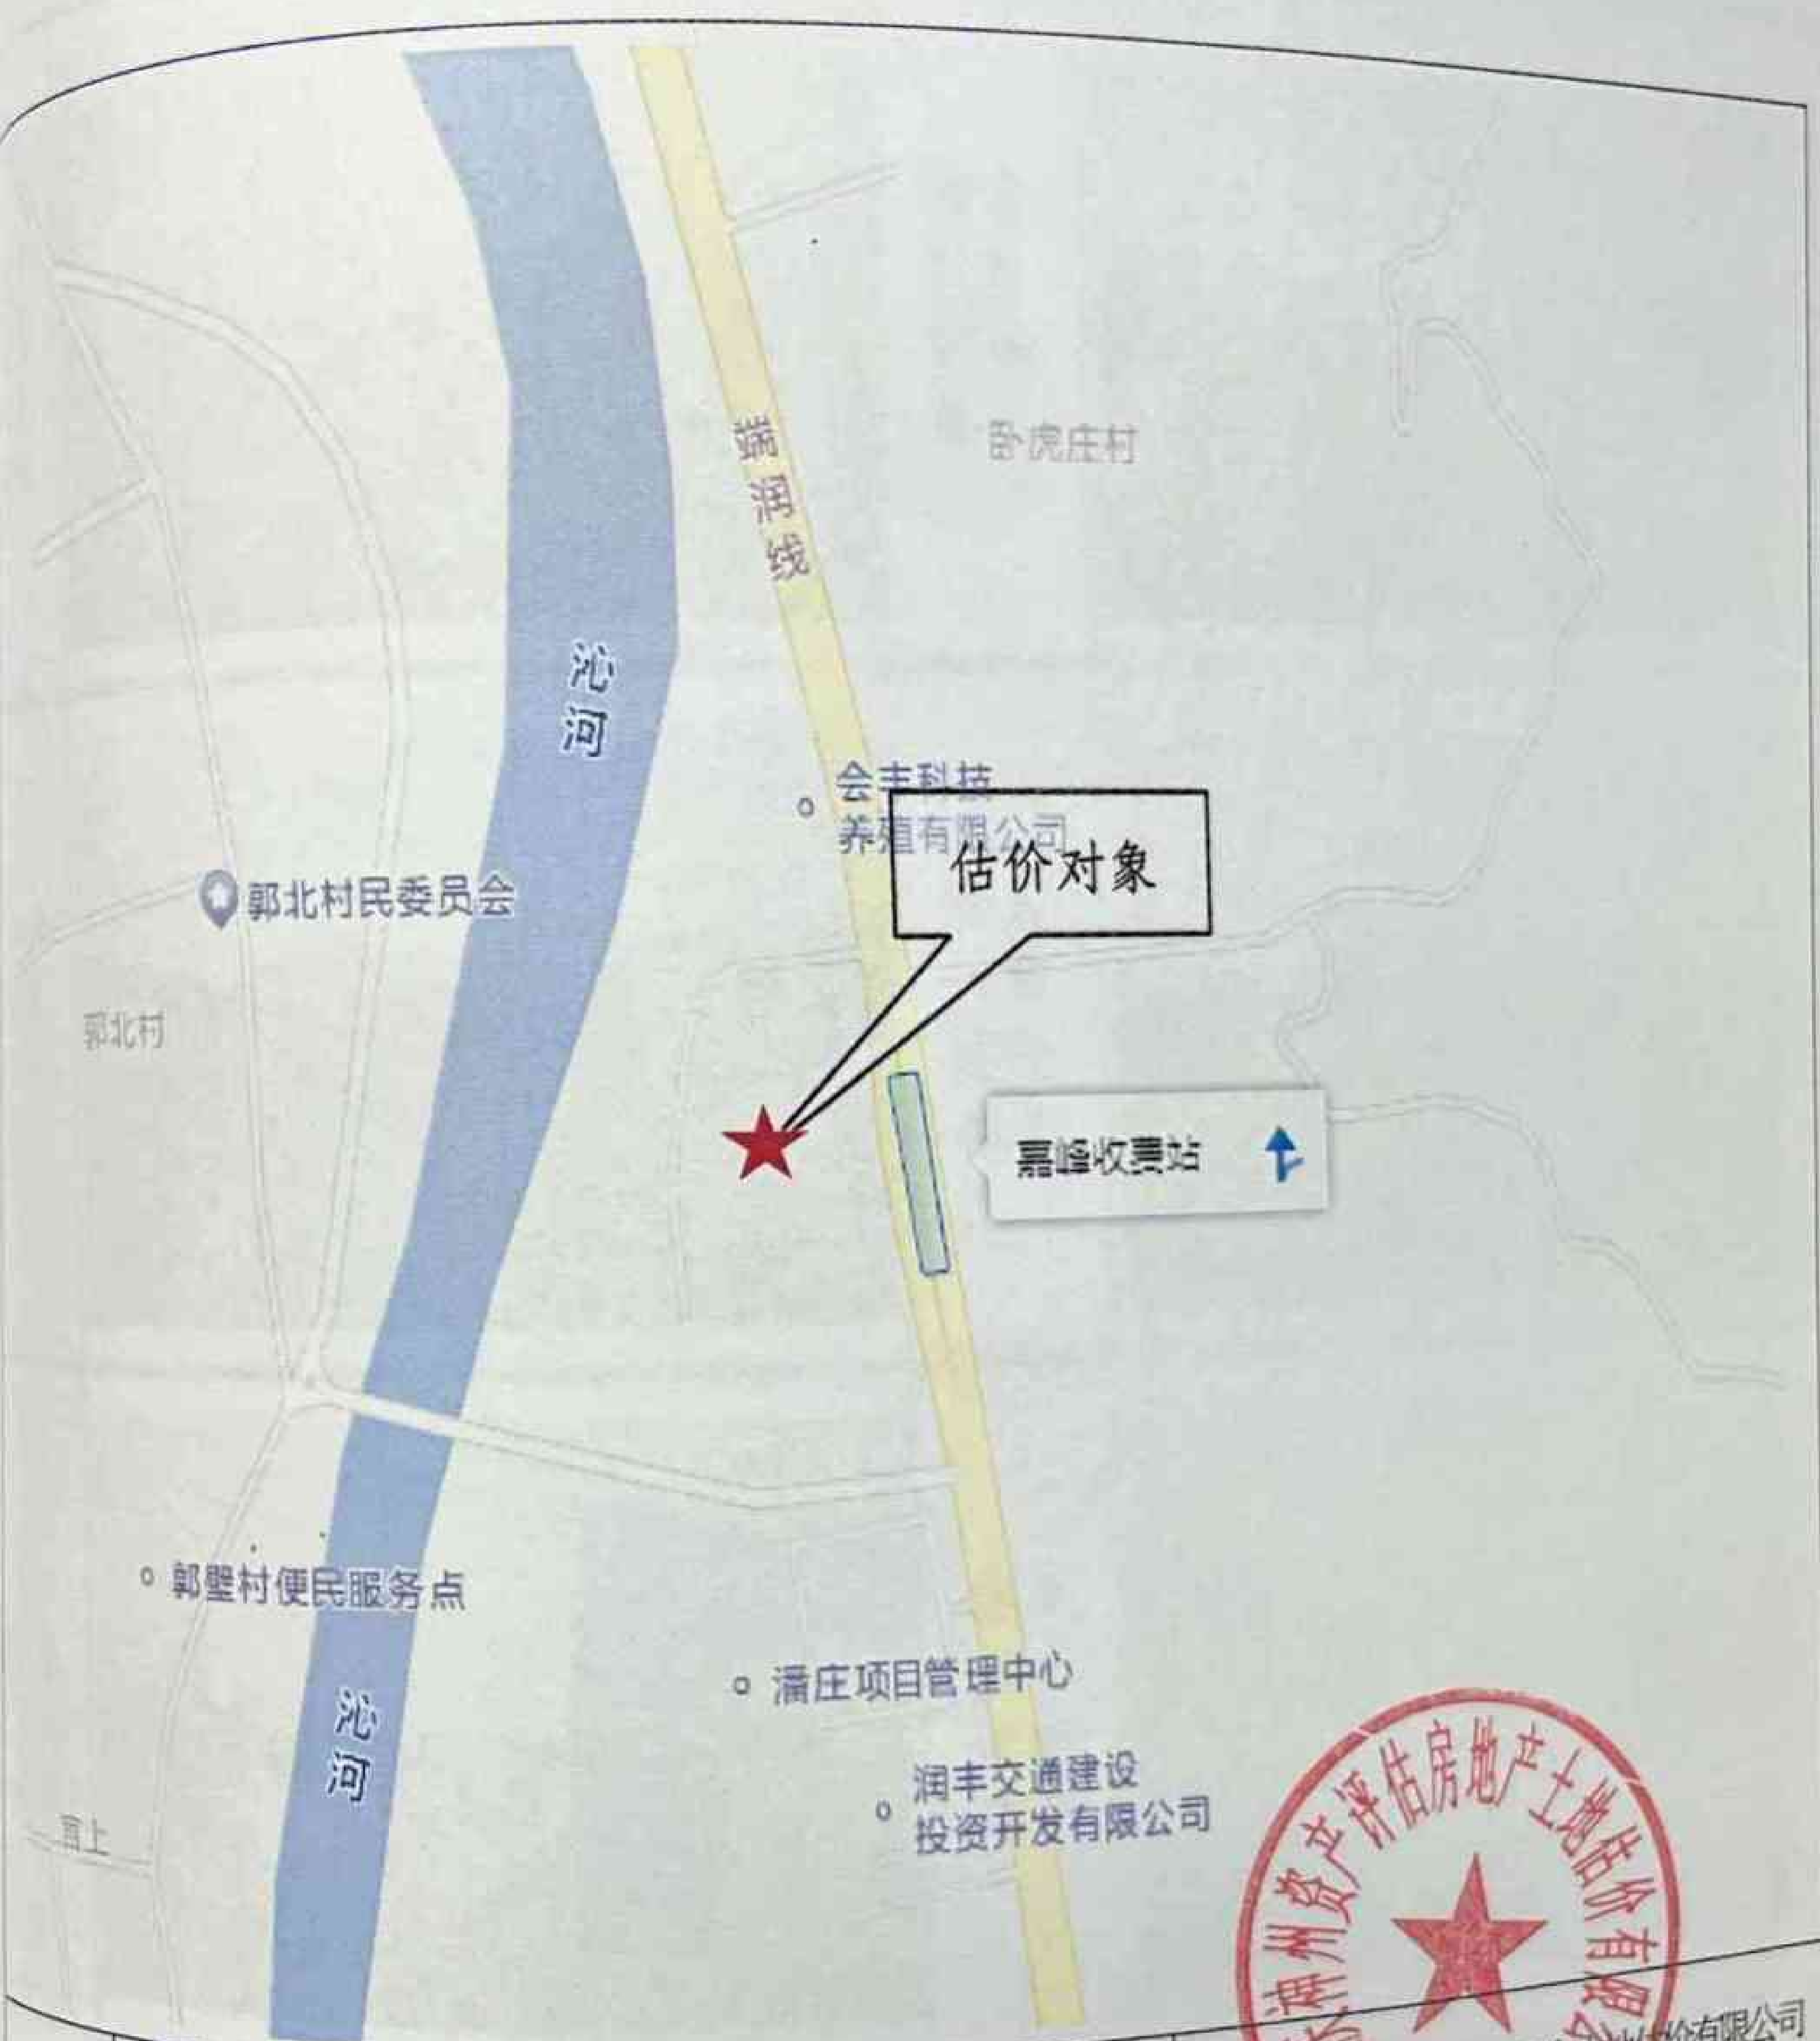 端润线
卧虎庄村
沁河
会丰科技
养殖有限公司
估价对象
郭北村民委员会
郭北村
嘉峰收费站
郭壁村便民服务点
潘庄项目管理中心
沁河
润丰交通建设
投资开发有限公司
州资产评估房地产土地估价有限
估价有限公司